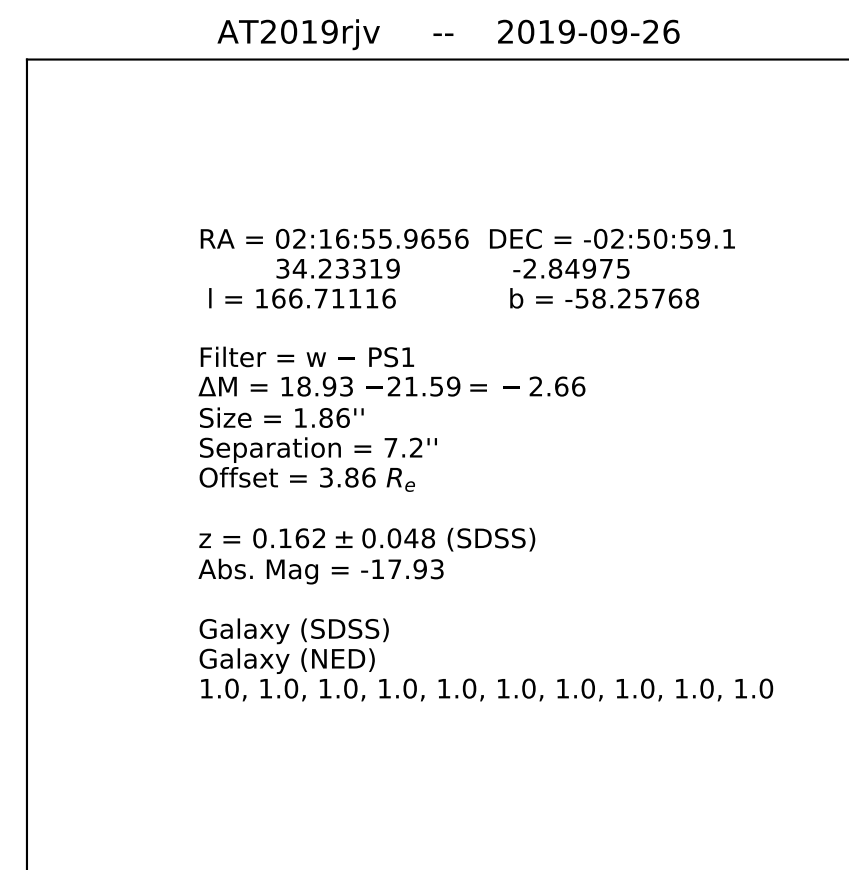 AT2019rjv -- 2019-09-26
RA = 02:16:55.9656 DEC = -02:50:59.1
34.23319 -2.84975
l = 166.71116 b = -58.25768
Filter = w − PS1
ΔM = 18.93 −21.59 = − 2.66
Size = 1.86''
Separation = 7.2''
Offset = 3.86 Rₑ
z = 0.162 ± 0.048 (SDSS)
Abs. Mag = -17.93
Galaxy (SDSS)
Galaxy (NED)
1.0, 1.0, 1.0, 1.0, 1.0, 1.0, 1.0, 1.0, 1.0, 1.0